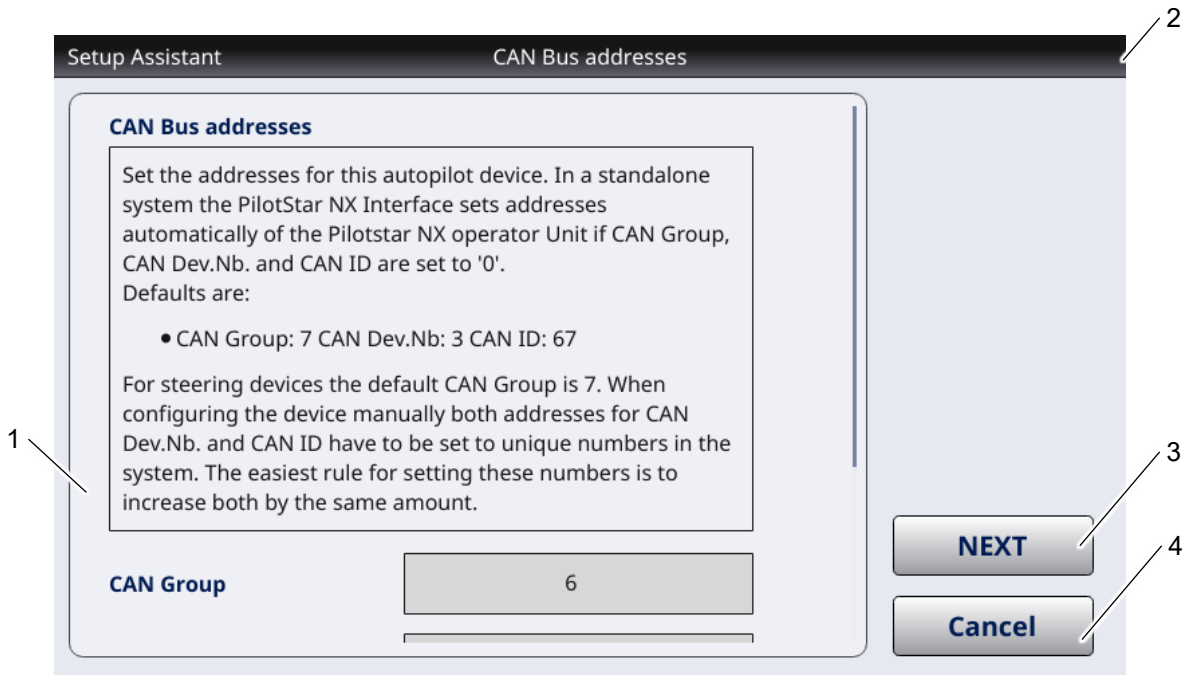 2
Setup Assistant
CAN Bus addresses
CAN Bus addresses
Set the addresses for this autopilot device. In a standalone
system the PilotStar NX Interface sets addresses
automatically of the Pilotstar NX operator Unit if CAN Group,
CAN Dev.Nb. and CAN ID are set to '0'.
Defaults are:
● CAN Group: 7 CAN Dev.Nb: 3 CAN ID: 67
For steering devices the default CAN Group is 7. When
configuring the device manually both addresses for CAN
Dev.Nb. and CAN ID have to be set to unique numbers in the
system. The easiest rule for setting these numbers is to
increase both by the same amount.
1
3
NEXT
4
CAN Group
6
Cancel